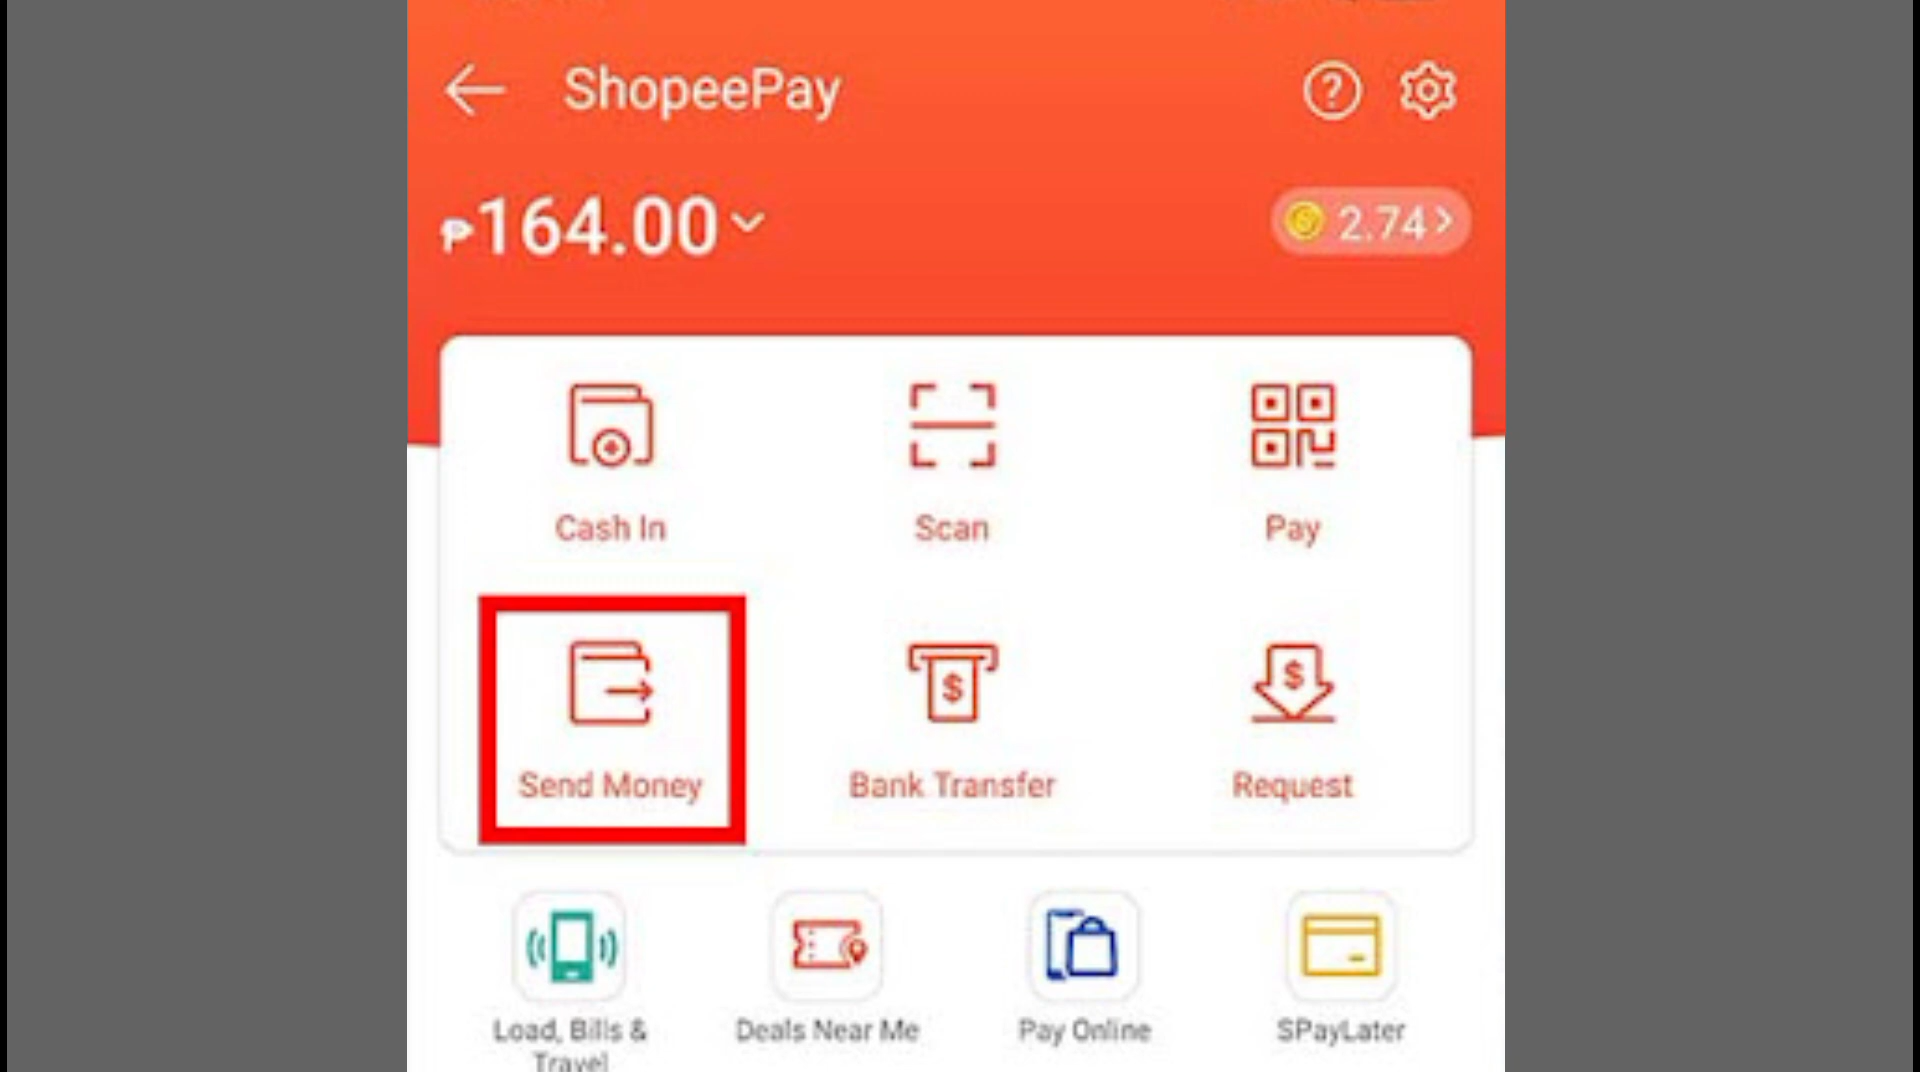 ShopeePay
₱164.00
2.74
Cash In
Scan
Pay
Send Money
Bank Transfer
Request
Load, Bills &
Travel
Deals Near Me
Pay Online
SPayLater